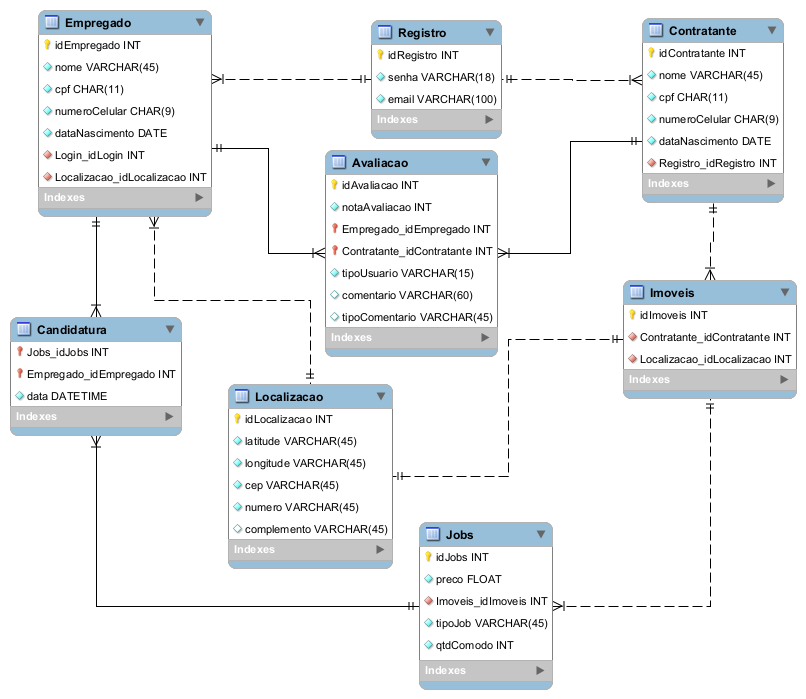 Empregado
idEmpregado INT
nome VARCHAR(45)
cpf CHAR(11)
numeroCelular CHAR(9)
dataNascimento DATE
Login_idLogin INT
Localizacao_idLocalizacao INT
Indexes
Registro
idRegistro INT
senha VARCHAR(18)
email VARCHAR(100)
Indexes
Contratante
idContratante INT
nome VARCHAR(45)
cpf CHAR(11)
numeroCelular CHAR(9)
dataNascimento DATE
Registro_idRegistro INT
Indexes
Avaliacao
idAvaliacao INT
notaAvaliacao INT
Empregado_idEmpregado INT
Contratante_idContratante INT
tipoUsuario VARCHAR(15)
comentario VARCHAR(60)
tipoComentario VARCHAR(45)
Indexes
Imoveis
idImoveis INT
Contratante_idContratante INT
Localizacao_idLocalizacao INT
Indexes
Candidatura
Jobs_idJobs INT
Empregado_idEmpregado INT
data DATETIME
Indexes
Localizacao
idLocalizacao INT
latitude VARCHAR(45)
longitude VARCHAR(45)
cep VARCHAR(45)
numero VARCHAR(45)
complemento VARCHAR(45)
Indexes
Jobs
idJobs INT
preco FLOAT
Imoveis_idImoveis INT
tipoJob VARCHAR(45)
qtdComodo INT
Indexes